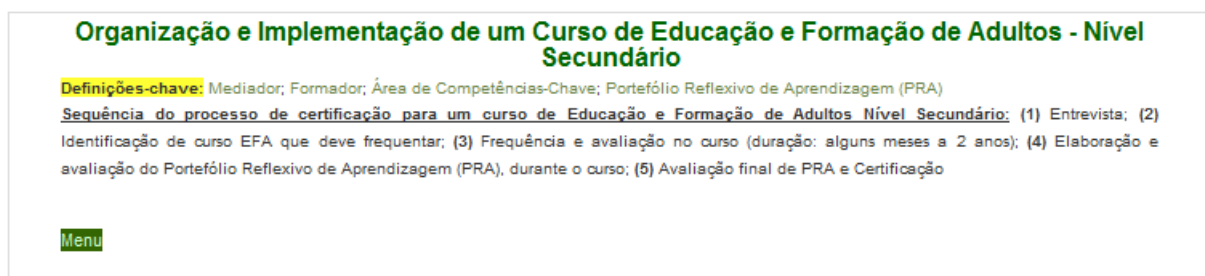 Organização e Implementação de um Curso de Educação e Formação de Adultos - Nível
Secundário
Definições-chave: Mediador; Formador; Área de Competências-Chave; Portefólio Reflexivo de Aprendizagem (PRA)
Sequência do processo de certificação para um curso de Educação e Formação de Adultos Nível Secundário: (1) Entrevista; (2)
Identificação de curso EFA que deve frequentar; (3) Frequência e avaliação no curso (duração: alguns meses a 2 anos); (4) Elaboração e
avaliação do Portefólio Reflexivo de Aprendizagem (PRA), durante o curso; (5) Avaliação final de PRA e Certificação
Menu